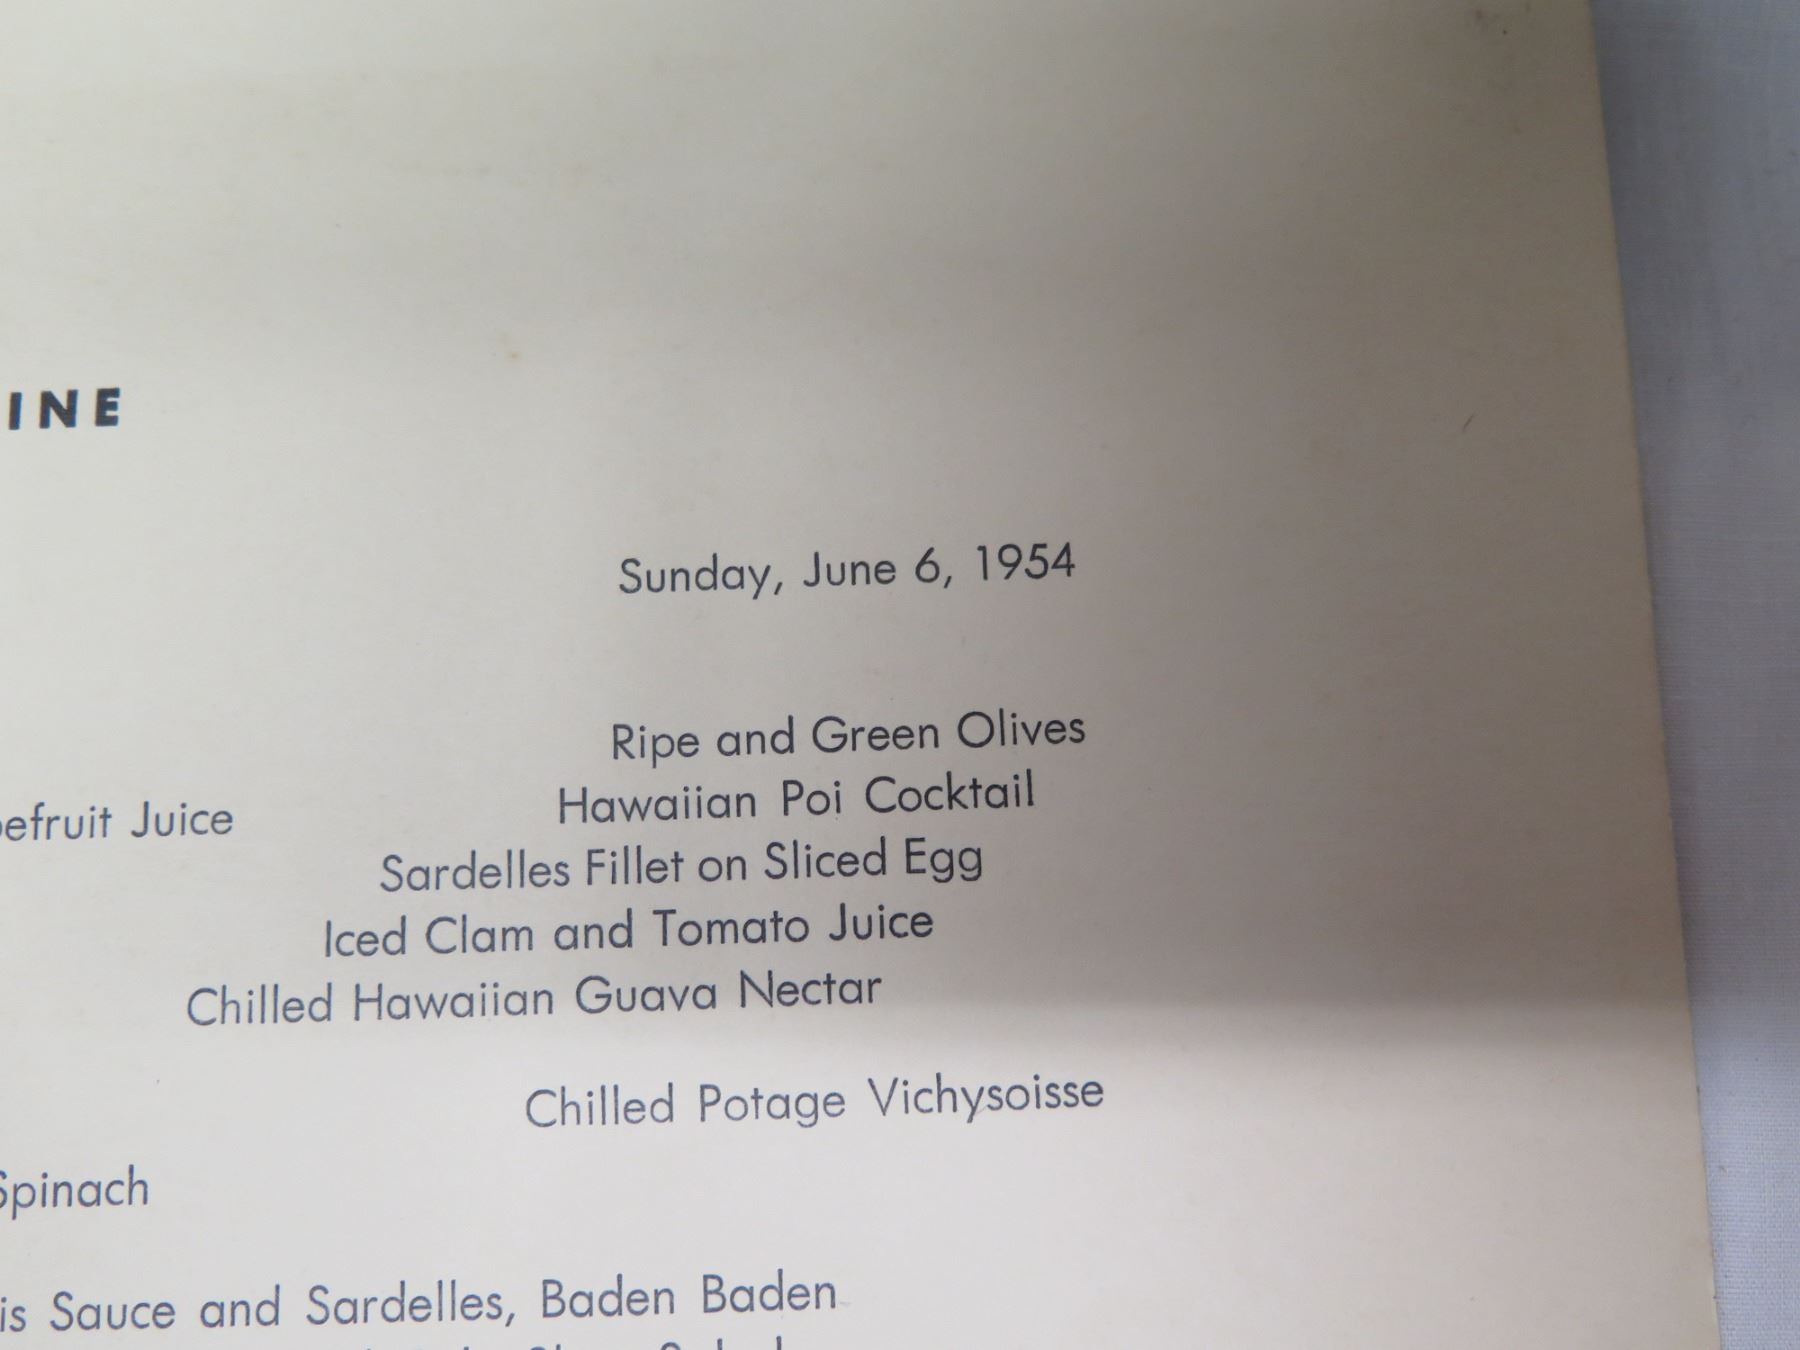 INE
Sunday, June 6, 1954
Ripe and Green Olives
Hawaiian Poi Cocktail
efruit Juice
Sardelles Fillet on Sliced Egg
Iced Clam and Tomato Juice
Chilled Hawaiian Guava Nectar
Chilled Potage Vichysoisse
Spinach
is Sauce and Sardelles, Baden Baden